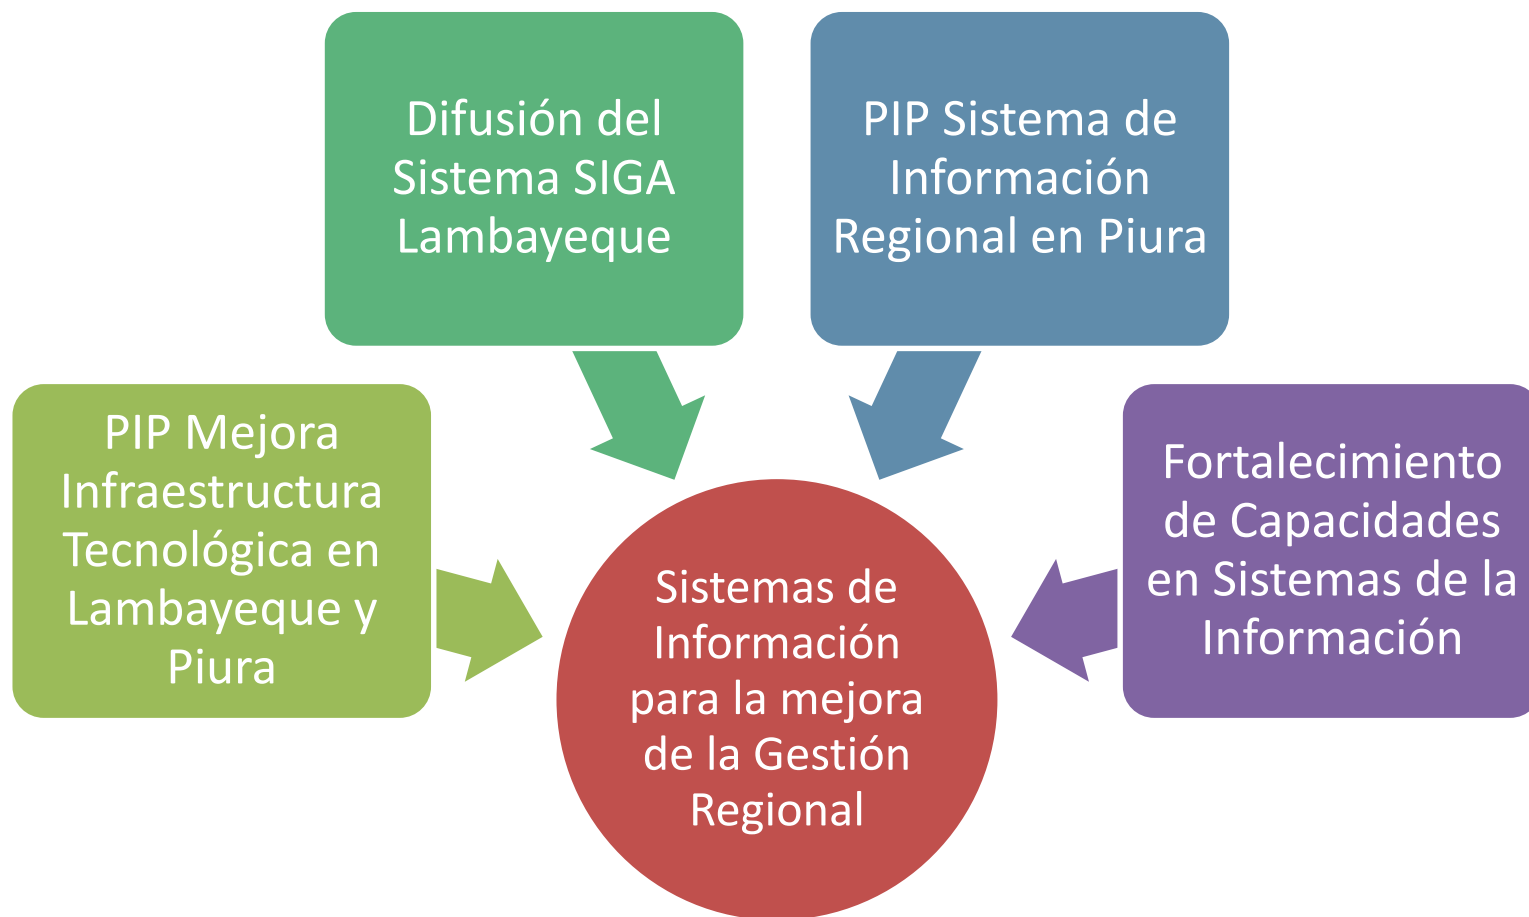 Difusión del
Sistema SIGA
Lambayeque
PIP Sistema de
Información
Regional en Piura
PIP Mejora
Infraestructura
Tecnológica en
Lambayeque y
Piura
Fortalecimiento
de Capacidades
en Sistemas de la
Información
Sistemas de
Información
para la mejora
de la Gestión
Regional